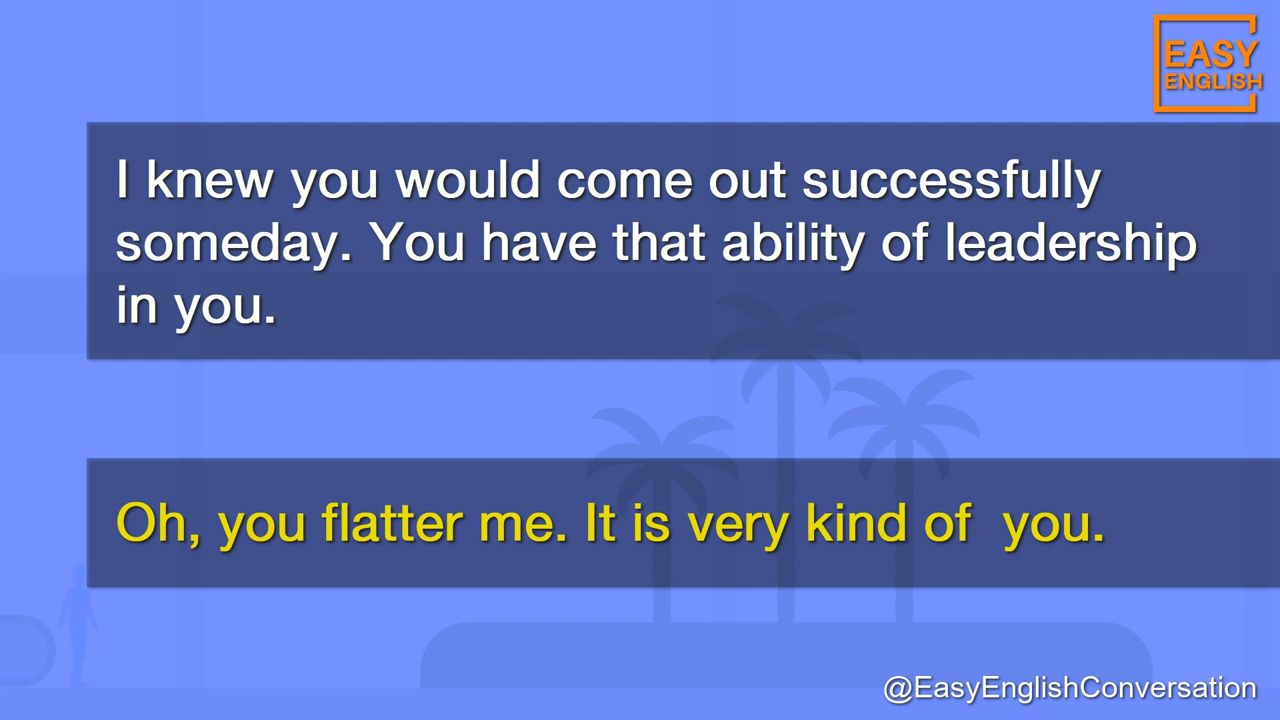 EASY
ENGLISH
I knew you would come out successfully
someday. You have that ability of leadership
in you.
Oh, you flatter me. It is very kind of  you.
@EasyEnglishConversation